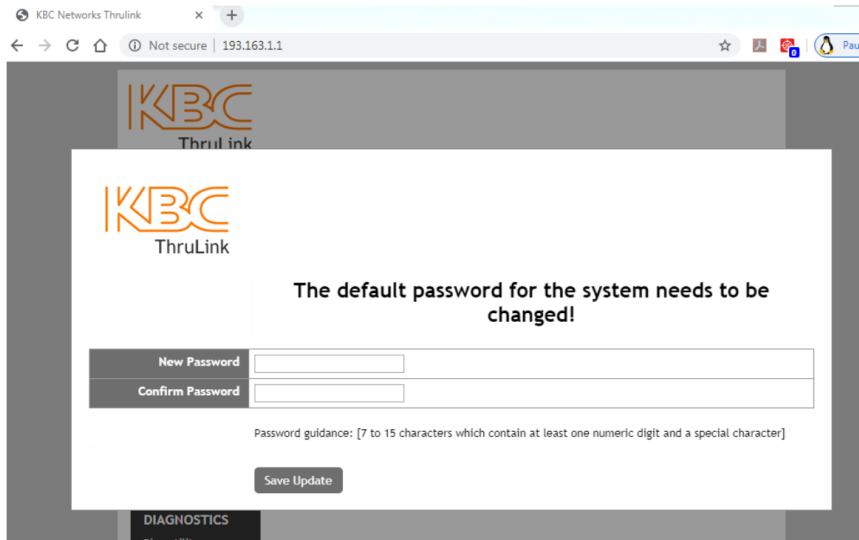 KBC Networks Thrulink
Not secure | 193.163.1.1
0
Pau
KBC
ThruLink
KBC
ThruLink
The default password for the system needs to be
changed!
New Password
Confirm Password
Password guidance: [7 to 15 characters which contain at least one numeric digit and a special character]
Save Update
DIAGNOSTICS